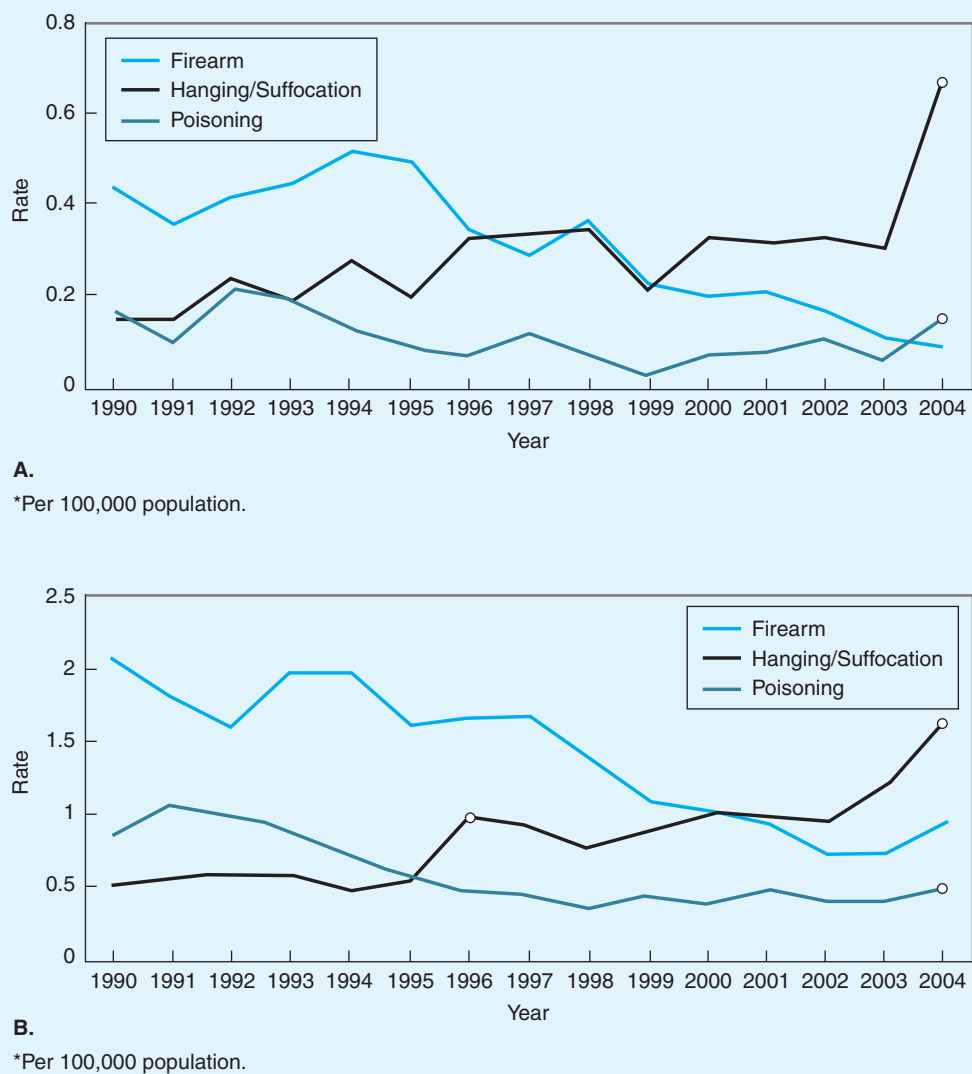 0.8
Firearm
Hanging/Suffocation
Poisoning
0.6
0.4
0.2
0
Rate
1990 1991 1992 1993 1994 1995 1996 1997 1998 1999 2000 2001 2002 2003 2004
Year
A.
*Per 100,000 population.
2.5
Firearm
Hanging/Suffocation
Poisoning
2
1.5
1
0.5
0
Rate
1990 1991 1992 1993 1994 1995 1996 1997 1998 1999 2000 2001 2002 2003 2004
Year
B.
*Per 100,000 population.